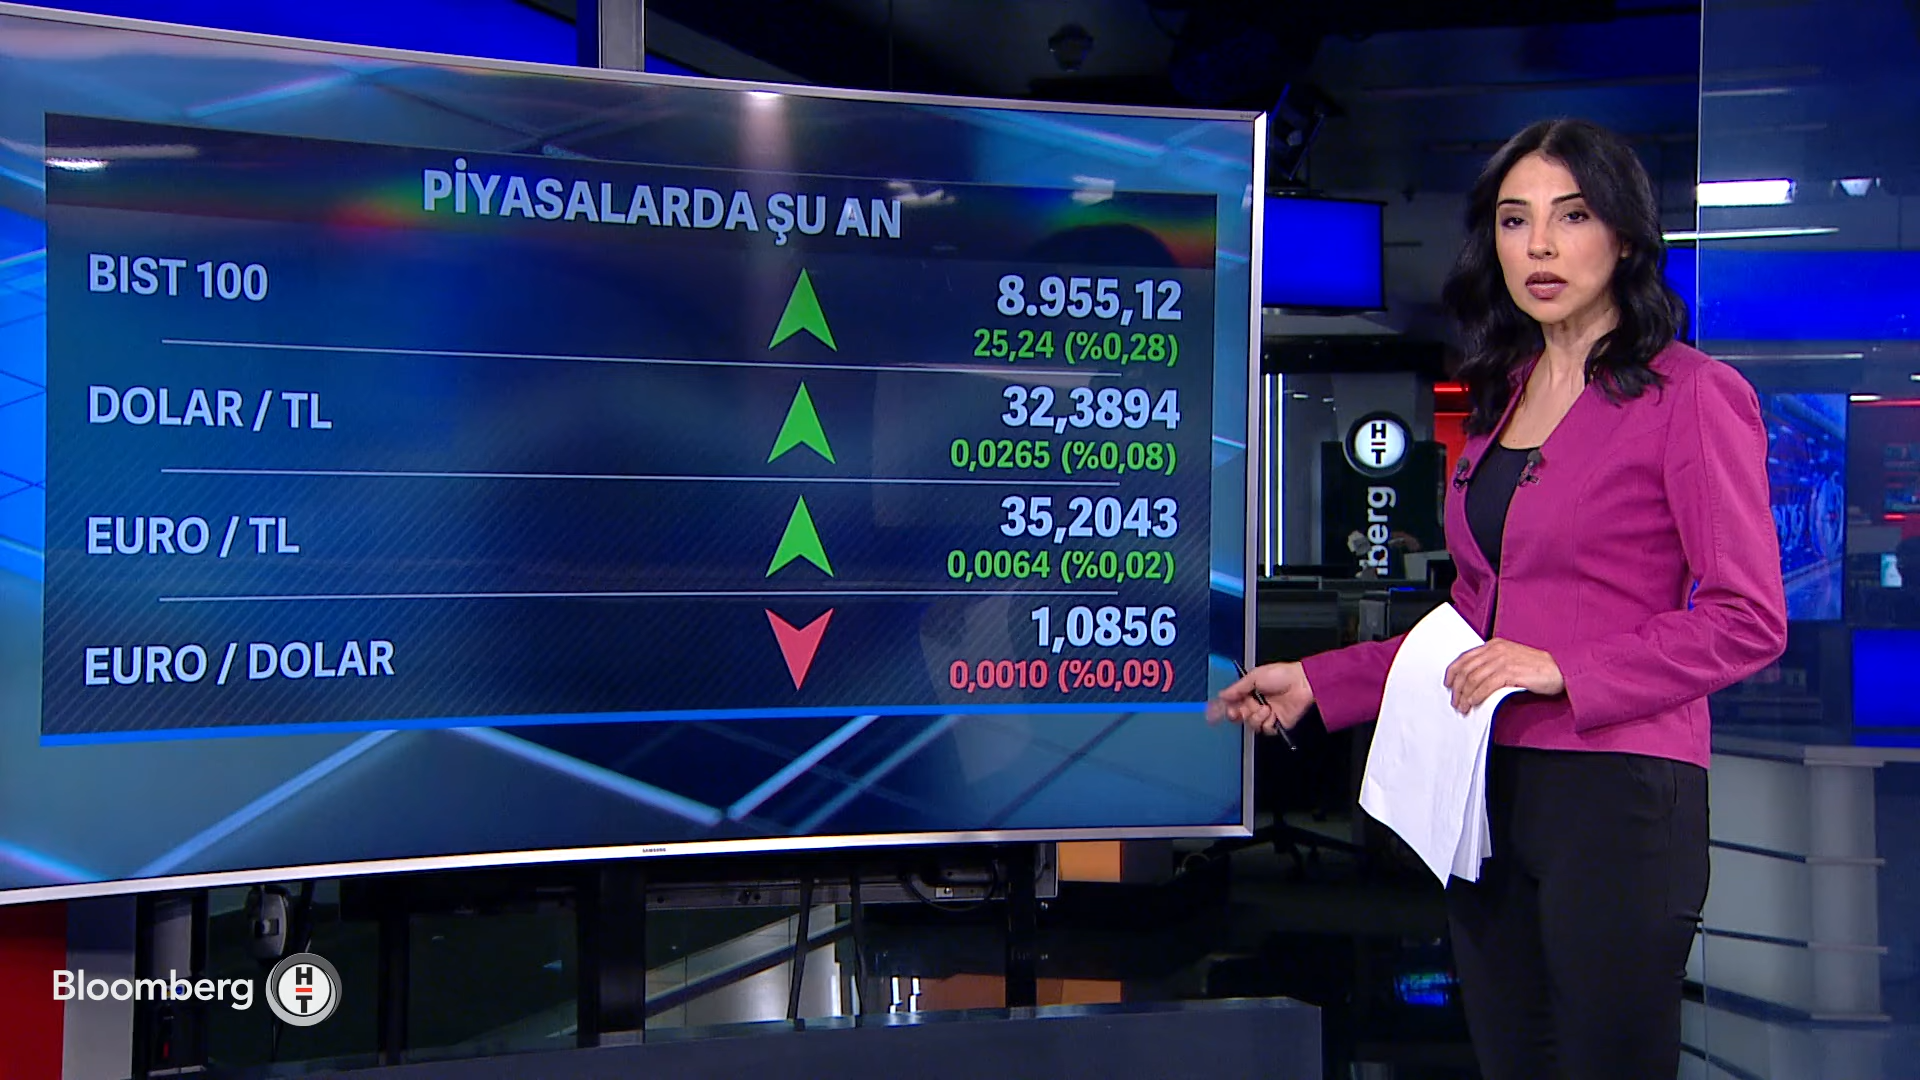 PİYASALARDA ŞU AN
BIST 100
8.955,12
25,24 (%0,28)
DOLAR / TL
32,3894
0,0265 (%0,08)
EURO / TL
35,2043
0,0064 (%0,02)
EURO / DOLAR
1,0856
0,0010 (%0,09)
SAMSUNG
H
T
berg
Bloomberg HT